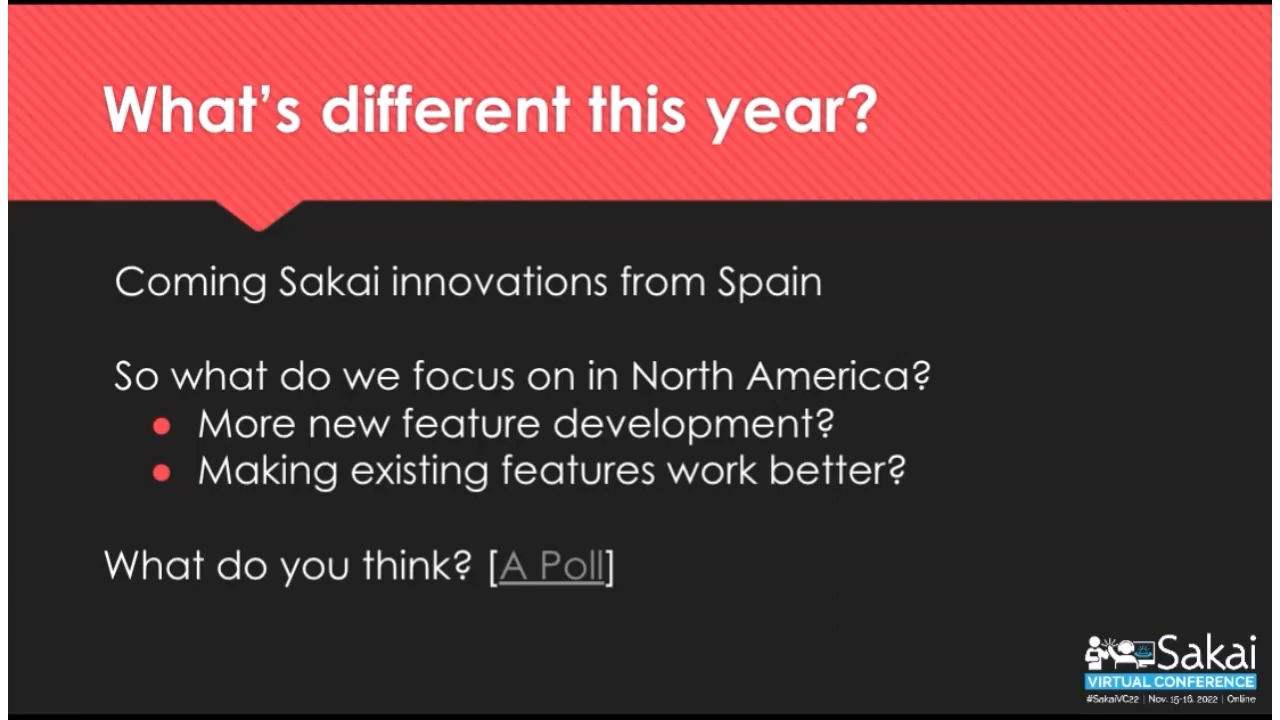 What's different this year?
Coming Sakai innovations from Spain
So what do we focus on in North America?
● More new feature development?
● Making existing features work better?
What do you think? [A Poll]
Sakai
VIRTUAL CONFERENCE
#SakaiVC22 | Nov. 15-16, 2022 | Online